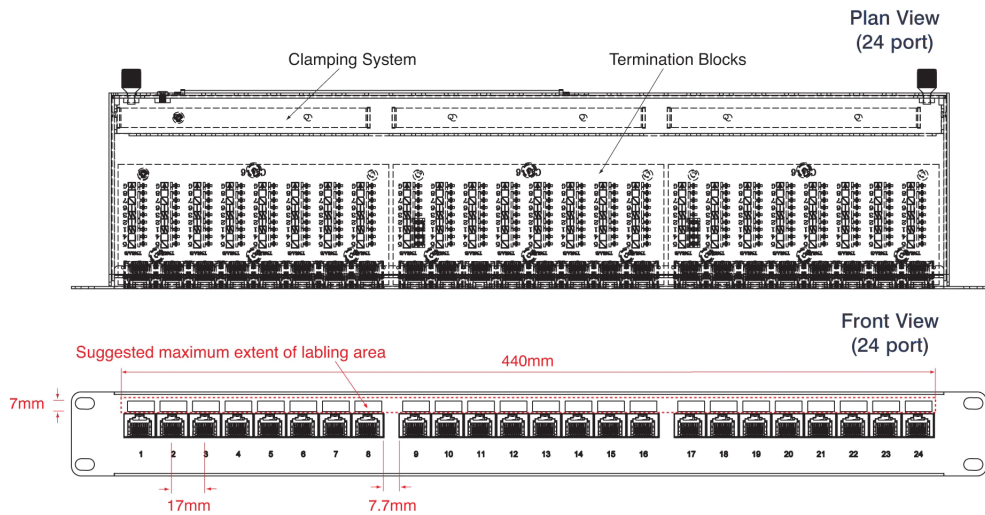 Plan View
(24 port)
Clamping System
Termination Blocks
Front View
(24 port)
Suggested maximum extent of labling area
440mm
7mm
1 2 3 4 5 6 7 8 9 10 11 12 13 14 15 16 17 18 19 20 21 22 23 24
17mm
7.7mm